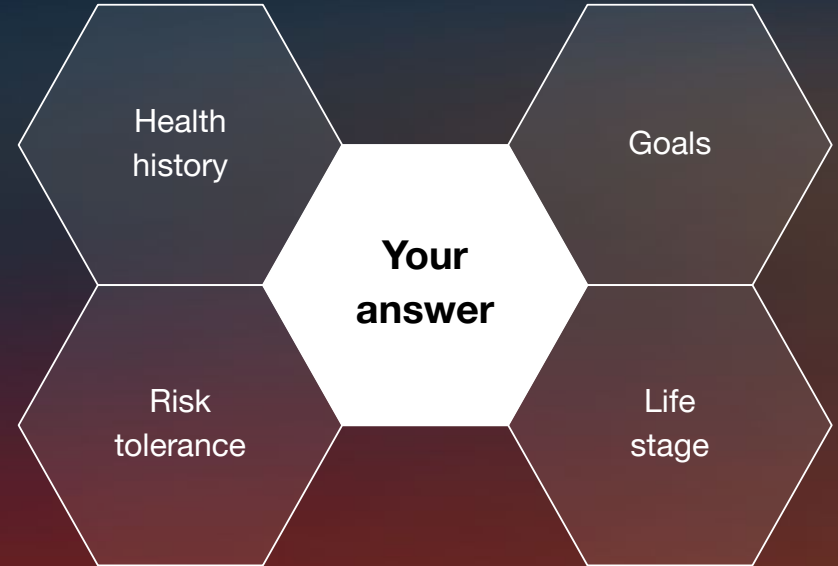 Health
history
Goals
Your
answer
Risk
tolerance
Life
stage